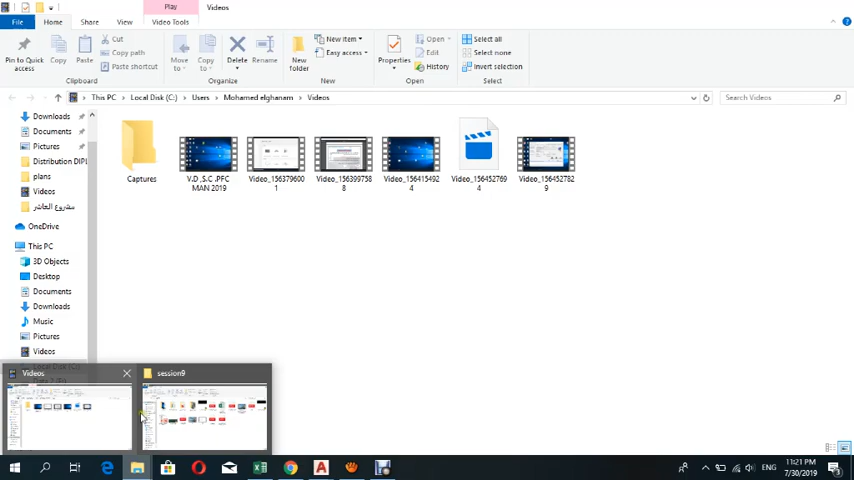 Play
Videos
File
Home
Share
View
Video Tools
Pin to Quick access
Copy
Paste
Cut
Copy path
Paste shortcut
Clipboard
Move to
Copy to
Delete
Rename
Organize
New folder
New item
Easy access
New
Properties
Open
Edit
History
Open
Select all
Select none
Invert selection
Select
This PC
Local Disk (C:)
Users
Mohamed elghanam
Videos
Search Videos
Downloads
Documents
Pictures
Distribution DIPL
plans
Videos
مشروع العاشر
OneDrive
This PC
3D Objects
Desktop
Documents
Downloads
Music
Pictures
Videos
Captures
V.D ,S.C .PFC
MAN 2019
Video_156379600
1
Video_156399758
8
Video_156415492
4
Video_156452769
4
Video_156452782
9
Videos
session9
ENG
11:21 PM
7/30/2019